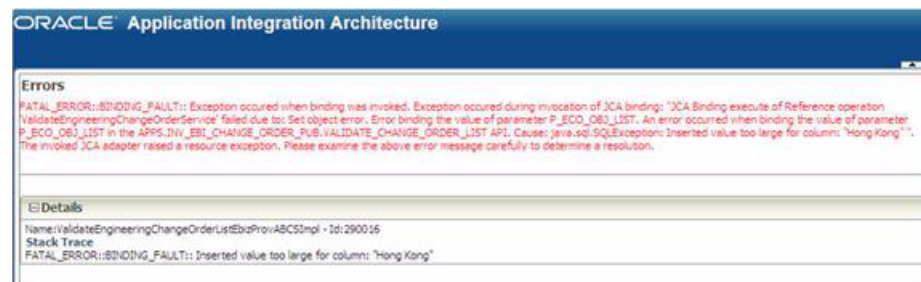 ORACLE Application Integration Architecture
Errors
FATAL_ERROR::BINDING_FAULT:: Exception occured when binding was invoked. Exception occured during invocation of JCA binding: "JCA Binding execute of Reference operation
'ValidateEngineeringChangeOrderService' failed due to: Set object error. Error binding the value of parameter P_ECO_OBJ_LIST. An error occurred when binding the value of parameter
P_ECO_OBJ_LIST in the APPS.INV_EBI_CHANGE_ORDER_PUB.VALIDATE_CHANGE_ORDER_LIST API. Cause: java.sql.SQLException: Inserted value too large for column: "Hong Kong" ".
The invoked JCA adapter raised a resource exception. Please examine the above error message carefully to determine a resolution.
Details
Name:ValidateEngineeringChangeOrderListEbizProvABCSImpl - Id:290016
Stack Trace
FATAL_ERROR::BINDING_FAULT:: Inserted value too large for column: "Hong Kong"